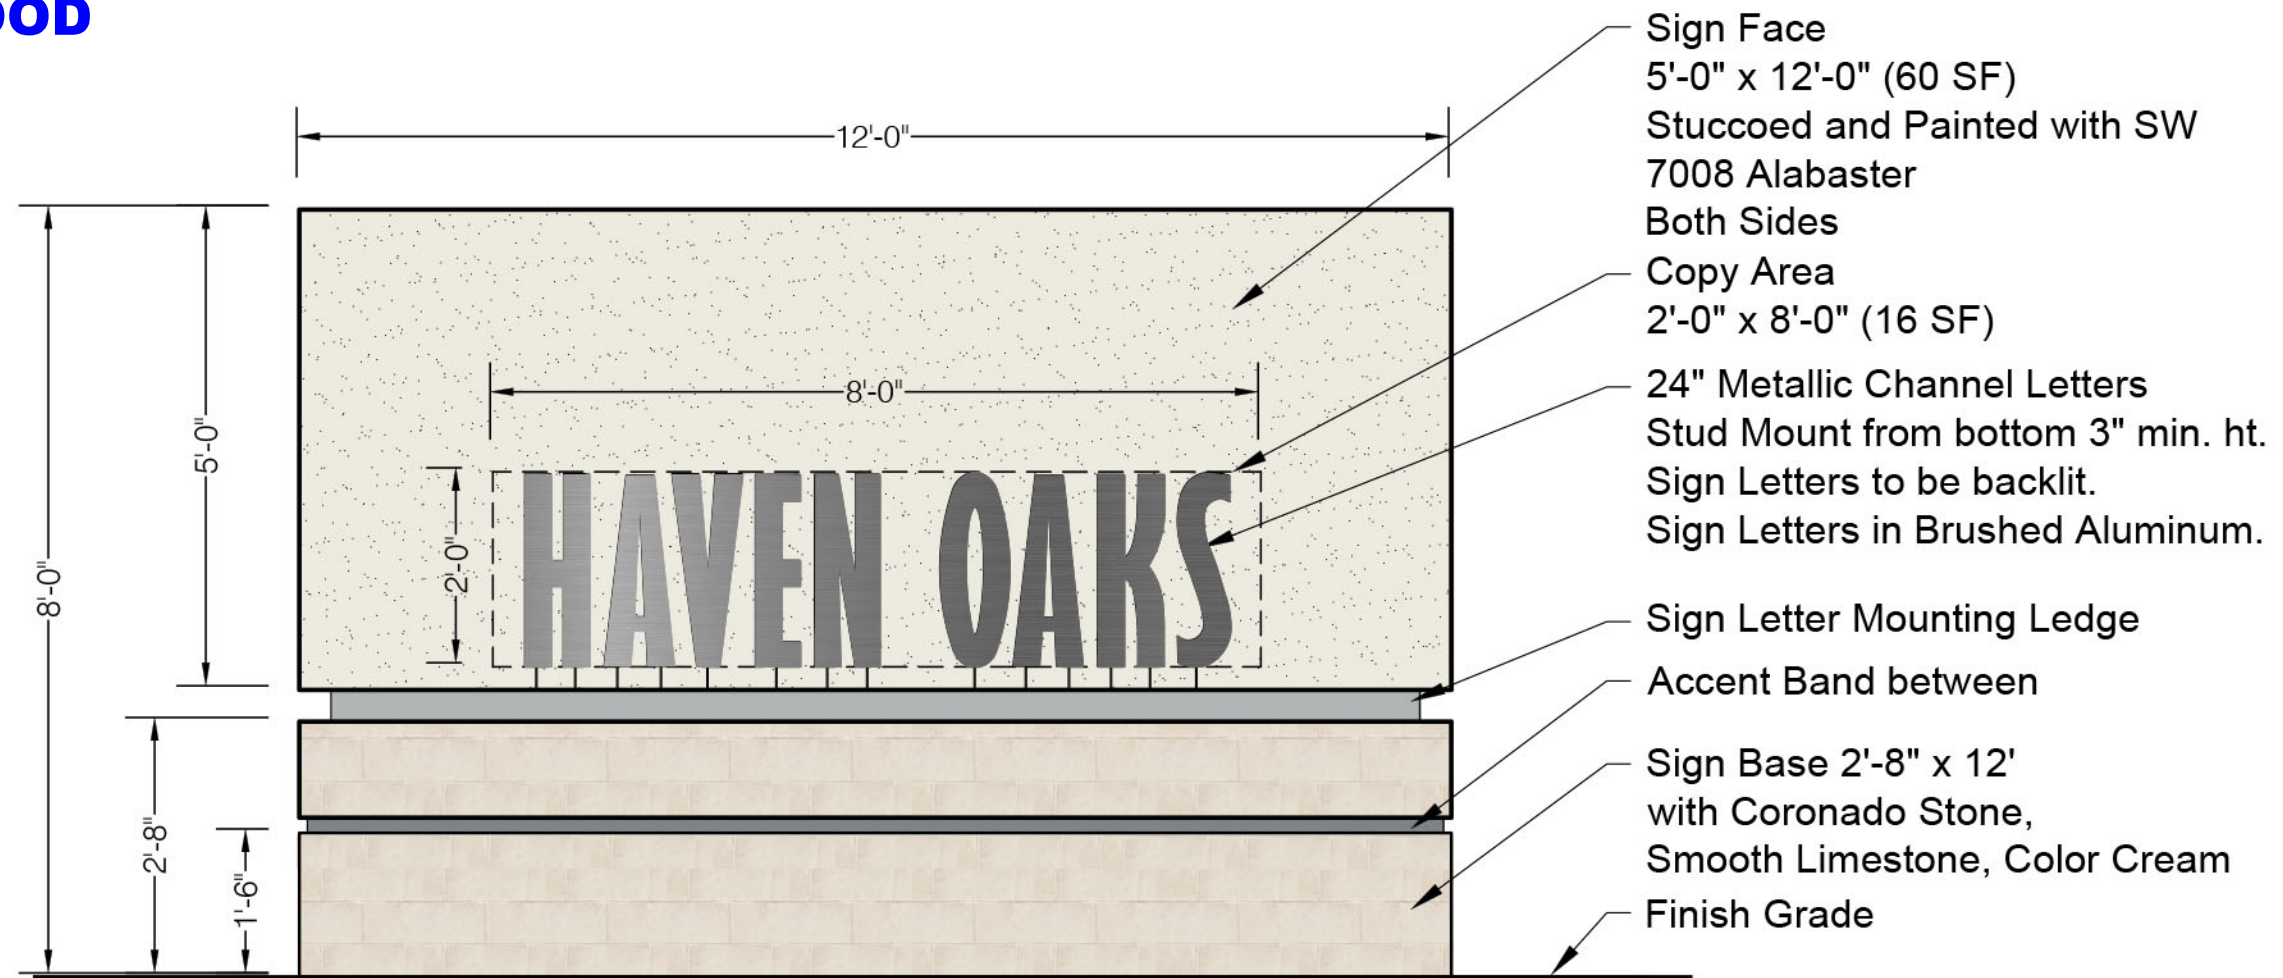 OOD
Sign Face
5'-0" x 12'-0" (60 SF)
Stuccoed and Painted with SW
7008 Alabaster
Both Sides
Copy Area
2'-0" x 8'-0" (16 SF)
24" Metallic Channel Letters
Stud Mount from bottom 3" min. ht.
Sign Letters to be backlit.
Sign Letters in Brushed Aluminum.
Sign Letter Mounting Ledge
Accent Band between
Sign Base 2'-8" x 12'
with Coronado Stone,
Smooth Limestone, Color Cream
Finish Grade
12'-0"
8'-0"
5'-0"
8'-0"
2'-0"
HAVEN OAKS
2'-8"
1'-6"